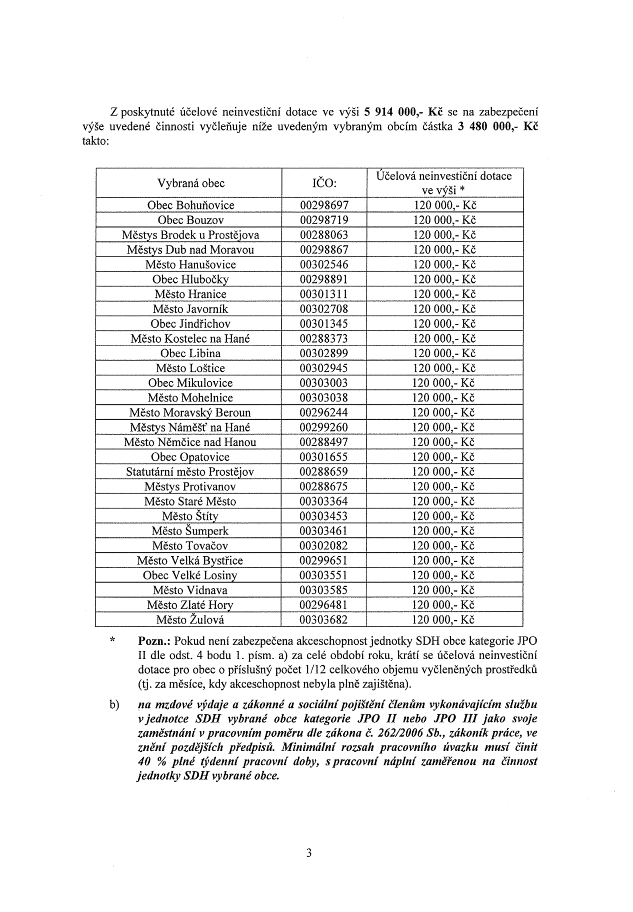 Z poskytnuté účelové neinvestiční dotace ve výši 5 914 000,- Kč se na zabezpečení
výše uvedené činnosti vyčleňuje níže uvedeným vybraným obcím částka 3 480 000,- Kč
takto:
Vybraná obec IČO: Účelová neinvestiční dotace
ve výši *
Obec Bohuňovice 00298697 120 000,- Kč
Obec Bouzov 00298719 120 000,- Kč
Městys Brodek u Prostějova 00288063 120 000,- Kč
Městys Dub nad Moravou 00298867 120 000,- Kč
Město Hanušovice 00302546 120 000,- Kč
Obec Hlubočky 00298891 120 000,- Kč
Město Hranice 00301311 120 000,- Kč
Město Javorník 00302708 120 000,- Kč
Obec Jindřichov 00301345 120 000,- Kč
Město Kostelec na Hané 00288373 120 000,- Kč
Obec Libina 00302899 120 000,- Kč
Město Loštice 00302945 120 000,- Kč
Obec Mikulovice 00303003 120 000,- Kč
Město Mohelnice 00303038 120 000,- Kč
Město Moravský Beroun 00296244 120 000,- Kč
Městys Náměšť na Hané 00299260 120 000,- Kč
Město Němčice nad Hanou 00288497 120 000,- Kč
Obec Opatovice 00301655 120 000,- Kč
Statutární město Prostějov 00288659 120 000,- Kč
Městys Protivanov 00288675 120 000,- Kč
Město Staré Město 00303364 120 000,- Kč
Město Štíty 00303453 120 000,- Kč
Město Šumperk 00303461 120 000,- Kč
Město Tovačov 00302082 120 000,- Kč
Město Velká Bystřice 00299651 120 000,- Kč
Obec Velké Losiny 00303551 120 000,- Kč
Město Vidnava 00303585 120 000,- Kč
Město Zlaté Hory 00296481 120 000,- Kč
Město Žulová 00303682 120 000,- Kč
* Pozn.: Pokud není zabezpečena akceschopnost jednotky SDH obce kategorie JPO
II dle odst. 4 bodu 1. písm. a) za celé období roku, krátí se účelová neinvestiční
dotace pro obec o příslušný počet 1/12 celkového objemu vyčleněných prostředků
(tj. za měsíce, kdy akceschopnost nebyla plně zajištěna).
b) na mzdové výdaje a zákonné a sociální pojištění členům vykonávajícím službu
v jednotce SDH vybrané obce kategorie JPO II nebo JPO III jako svoje
zaměstnání v pracovním poměru dle zákona č. 262/2006 Sb., zákoník práce, ve
znění pozdějších předpisů. Minimální rozsah pracovního úvazku musí činit
40 % plné týdenní pracovní doby, s pracovní náplní zaměřenou na činnost
jednotky SDH vybrané obce.
3